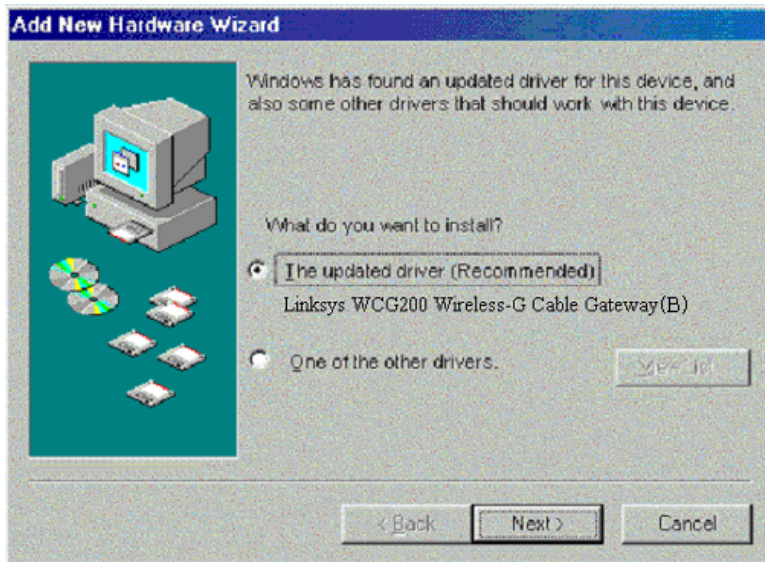 Add New Hardware Wizard
Windows has found an updated driver for this device, and
also some other drivers that should work with this device.
What do you want to install?
The updated driver (Recommended)
Linksys WCG200 Wireless-G Cable Gateway(B)
One of the other drivers.
View List...
< Back
Next >
Cancel